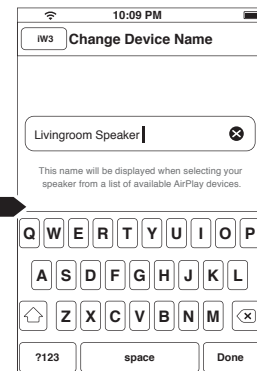 10:09 PM
iW3 Change Device Name
Livingroom Speaker
This name will be displayed when selecting your
speaker from a list of available AirPlay devices.
Q W E R T Y U I O P
A S D F G H J K L
Z X C V B N M
?123 space Done